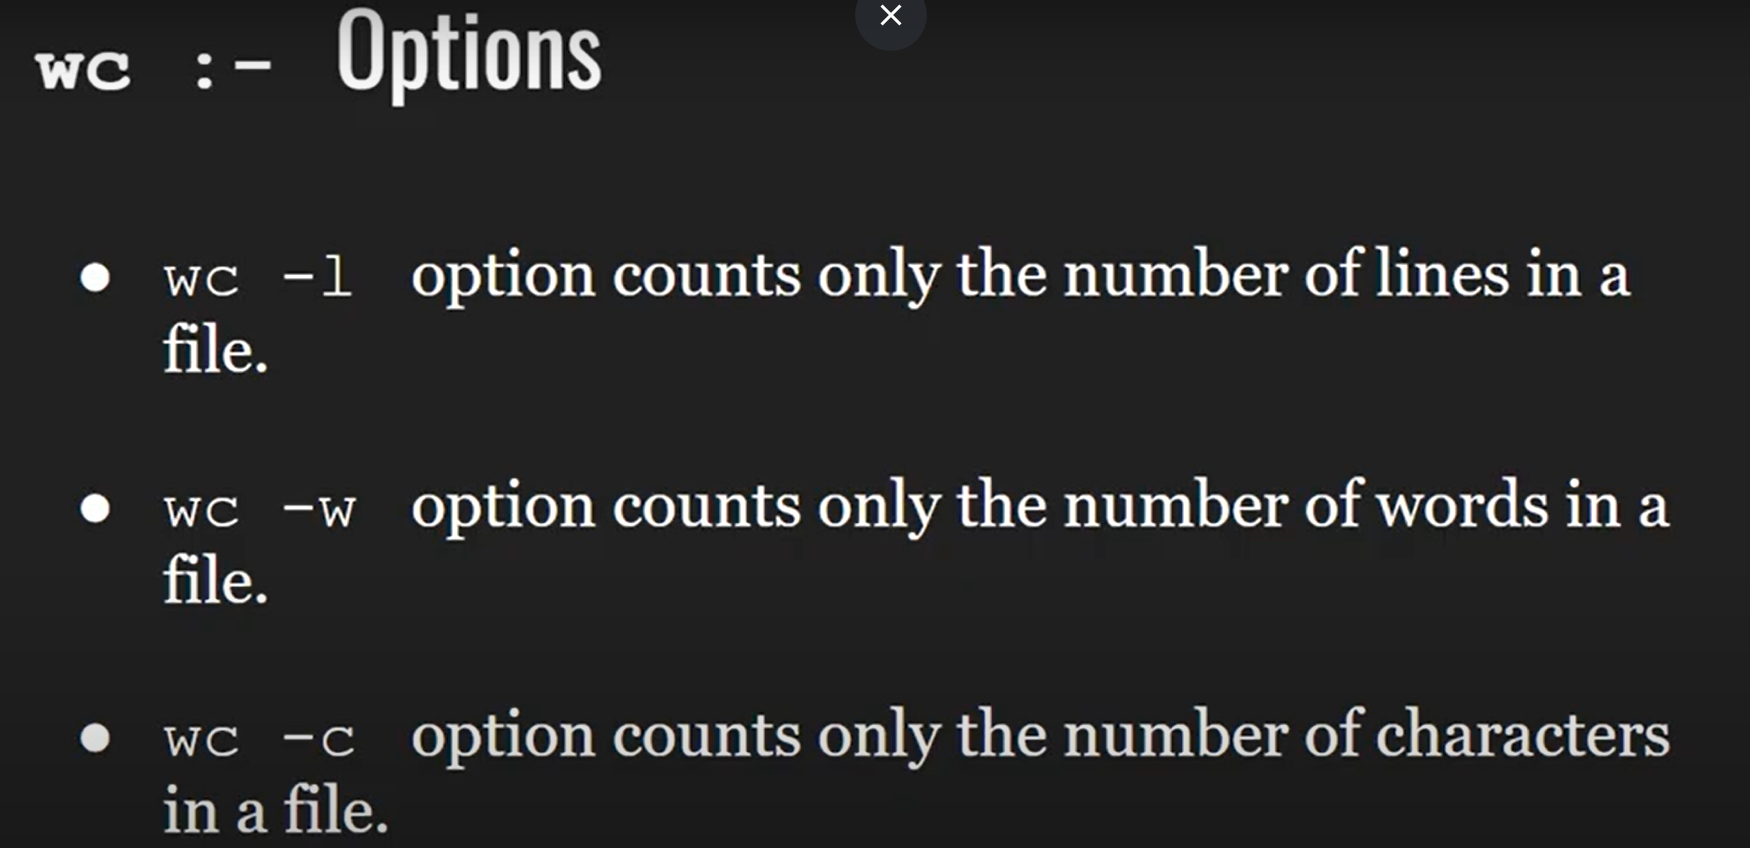 wc :- Options
● wc -l option counts only the number of lines in a
file.
● wc -w option counts only the number of words in a
file.
● wc -c option counts only the number of characters
in a file.